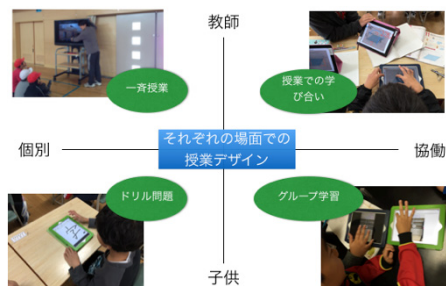 教師
一斉授業
授業での学
び合い
個別
それぞれの場面での
授業デザイン
協働
ドリル問題
グループ学習
子供